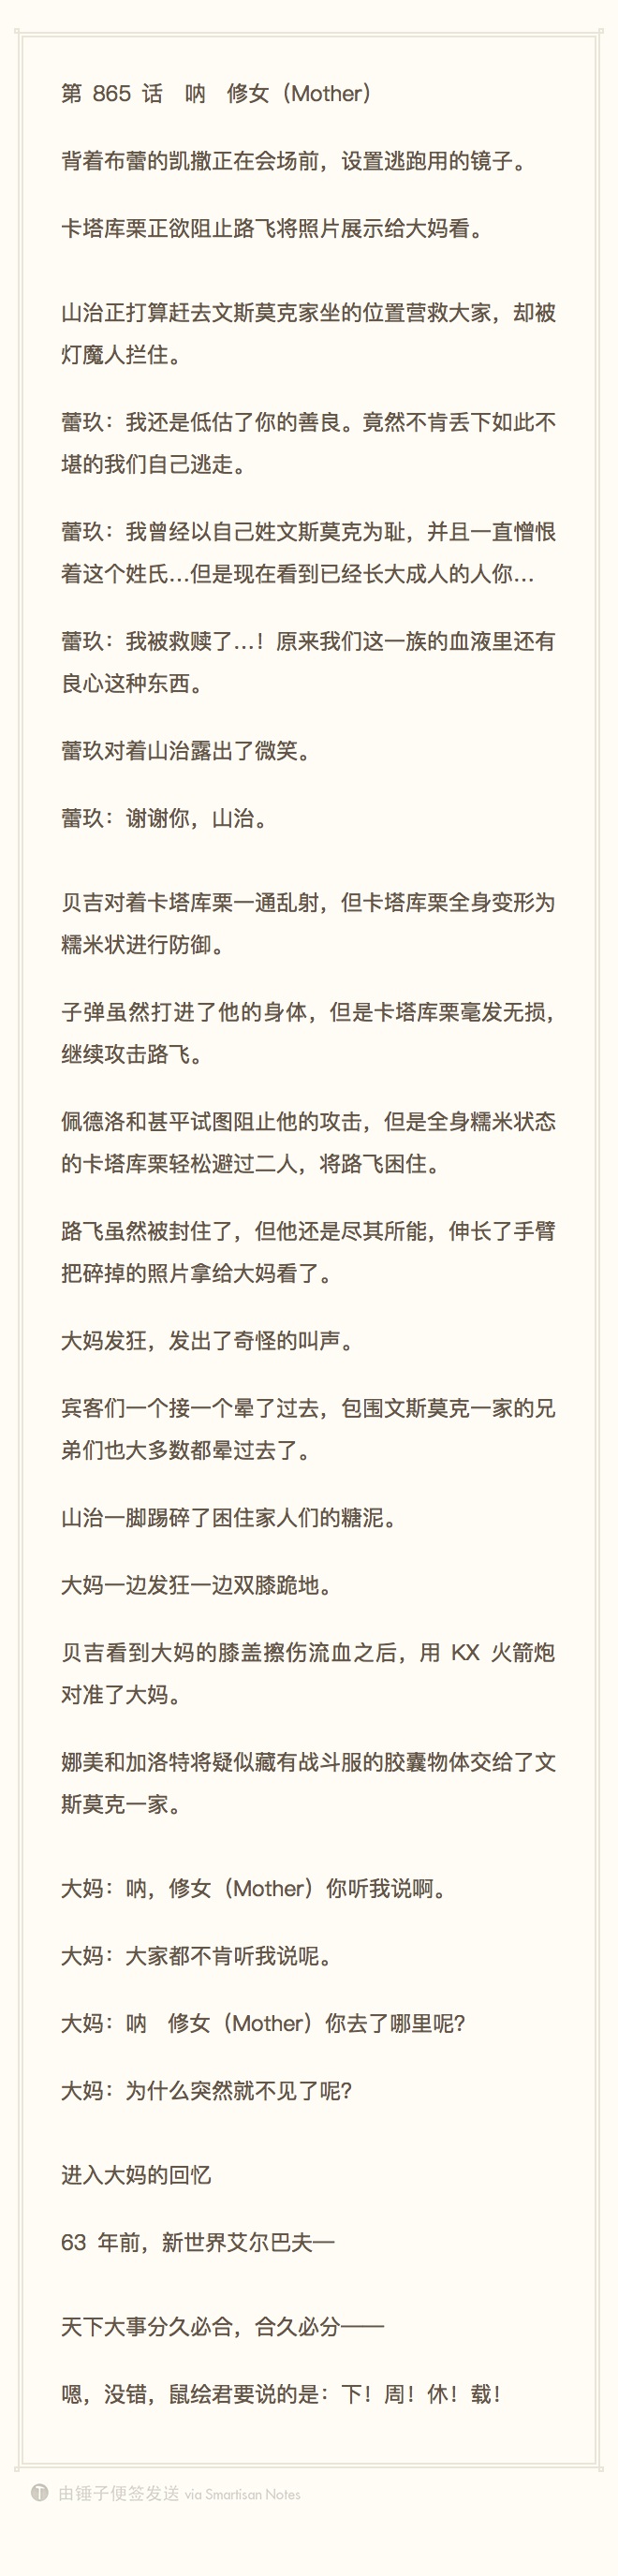 第 865 话　呐　修女（Mother）
背着布蕾的凯撒正在会场前，设置逃跑用的镜子。
卡塔库栗正欲阻止路飞将照片展示给大妈看。
山治正打算赶去文斯莫克家坐的位置营救大家，却被
灯魔人拦住。
蕾玖：我还是低估了你的善良。竟然不肯丢下如此不
堪的我们自己逃走。
蕾玖：我曾经以自己姓文斯莫克为耻，并且一直憎恨
着这个姓氏…但是现在看到已经长大成人的人你…
蕾玖：我被救赎了…！原来我们这一族的血液里还有
良心这种东西。
蕾玖对着山治露出了微笑。
蕾玖：谢谢你，山治。
贝吉对着卡塔库栗一通乱射，但卡塔库栗全身变形为
糯米状进行防御。
子弹虽然打进了他的身体，但是卡塔库栗毫发无损，
继续攻击路飞。
佩德洛和甚平试图阻止他的攻击，但是全身糯米状态
的卡塔库栗轻松避过二人，将路飞困住。
路飞虽然被封住了，但他还是尽其所能，伸长了手臂
把碎掉的照片拿给大妈看了。
大妈发狂，发出了奇怪的叫声。
宾客们一个接一个晕了过去，包围文斯莫克一家的兄
弟们也大多数都晕过去了。
山治一脚踢碎了困住家人们的糖泥。
大妈一边发狂一边双膝跪地。
贝吉看到大妈的膝盖擦伤流血之后，用 KX 火箭炮
对准了大妈。
娜美和加洛特将疑似藏有战斗服的胶囊物体交给了文
斯莫克一家。
大妈：呐，修女（Mother）你听我说啊。
大妈：大家都不肯听我说呢。
大妈：呐　修女（Mother）你去了哪里呢？
大妈：为什么突然就不见了呢？
进入大妈的回忆
63 年前，新世界艾尔巴夫—
天下大事分久必合，合久必分——
嗯，没错，鼠绘君要说的是：下！周！休！载！
由锤子便签发送 via Smartisan Notes